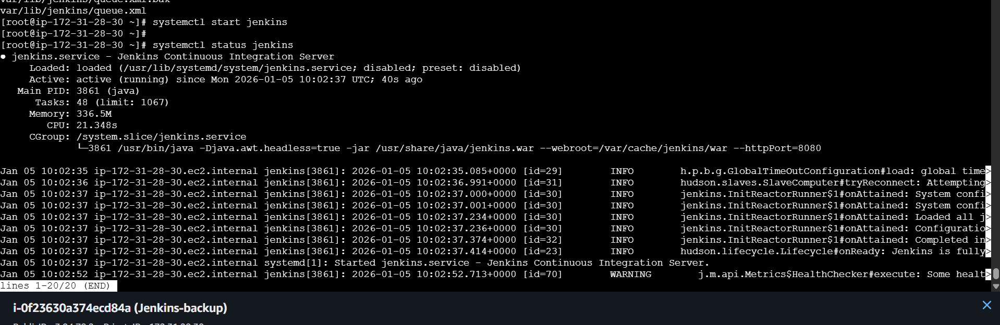 var/lib/jenkins/queue.xml.bak
var/lib/jenkins/queue.xml
[root@ip-172-31-28-30 ~]# systemctl start jenkins
[root@ip-172-31-28-30 ~]#
[root@ip-172-31-28-30 ~]# systemctl status jenkins
● jenkins.service - Jenkins Continuous Integration Server
     Loaded: loaded (/usr/lib/systemd/system/jenkins.service; disabled; preset: disabled)
     Active: active (running) since Mon 2026-01-05 10:02:37 UTC; 40s ago
   Main PID: 3861 (java)
      Tasks: 48 (limit: 1067)
     Memory: 336.5M
        CPU: 21.348s
     CGroup: /system.slice/jenkins.service
             └─3861 /usr/bin/java -Djava.awt.headless=true -jar /usr/share/java/jenkins.war --webroot=/var/cache/jenkins/war --httpPort=8080
Jan 05 10:02:35 ip-172-31-28-30.ec2.internal jenkins[3861]: 2026-01-05 10:02:35.085+0000 [id=29]        INFO        h.p.b.g.GlobalTimeOutConfiguration#load: global time>
Jan 05 10:02:36 ip-172-31-28-30.ec2.internal jenkins[3861]: 2026-01-05 10:02:36.991+0000 [id=31]        INFO        hudson.slaves.SlaveComputer#tryReconnect: Attempting>
Jan 05 10:02:37 ip-172-31-28-30.ec2.internal jenkins[3861]: 2026-01-05 10:02:37.000+0000 [id=30]        INFO        jenkins.InitReactorRunner$1#onAttained: System confi>
Jan 05 10:02:37 ip-172-31-28-30.ec2.internal jenkins[3861]: 2026-01-05 10:02:37.001+0000 [id=30]        INFO        jenkins.InitReactorRunner$1#onAttained: System confi>
Jan 05 10:02:37 ip-172-31-28-30.ec2.internal jenkins[3861]: 2026-01-05 10:02:37.234+0000 [id=30]        INFO        jenkins.InitReactorRunner$1#onAttained: Loaded all j>
Jan 05 10:02:37 ip-172-31-28-30.ec2.internal jenkins[3861]: 2026-01-05 10:02:37.236+0000 [id=30]        INFO        jenkins.InitReactorRunner$1#onAttained: Configuratio>
Jan 05 10:02:37 ip-172-31-28-30.ec2.internal jenkins[3861]: 2026-01-05 10:02:37.374+0000 [id=32]        INFO        jenkins.InitReactorRunner$1#onAttained: Completed in>
Jan 05 10:02:37 ip-172-31-28-30.ec2.internal jenkins[3861]: 2026-01-05 10:02:37.414+0000 [id=23]        INFO        hudson.lifecycle.Lifecycle#onReady: Jenkins is fully>
Jan 05 10:02:37 ip-172-31-28-30.ec2.internal systemd[1]: Started jenkins.service - Jenkins Continuous Integration Server.
Jan 05 10:02:52 ip-172-31-28-30.ec2.internal jenkins[3861]: 2026-01-05 10:02:52.713+0000 [id=70]        WARNING        j.m.api.Metrics$HealthChecker#execute: Some healt>
lines 1-20/20 (END)
i-0f23630a374ecd84a (Jenkins-backup)